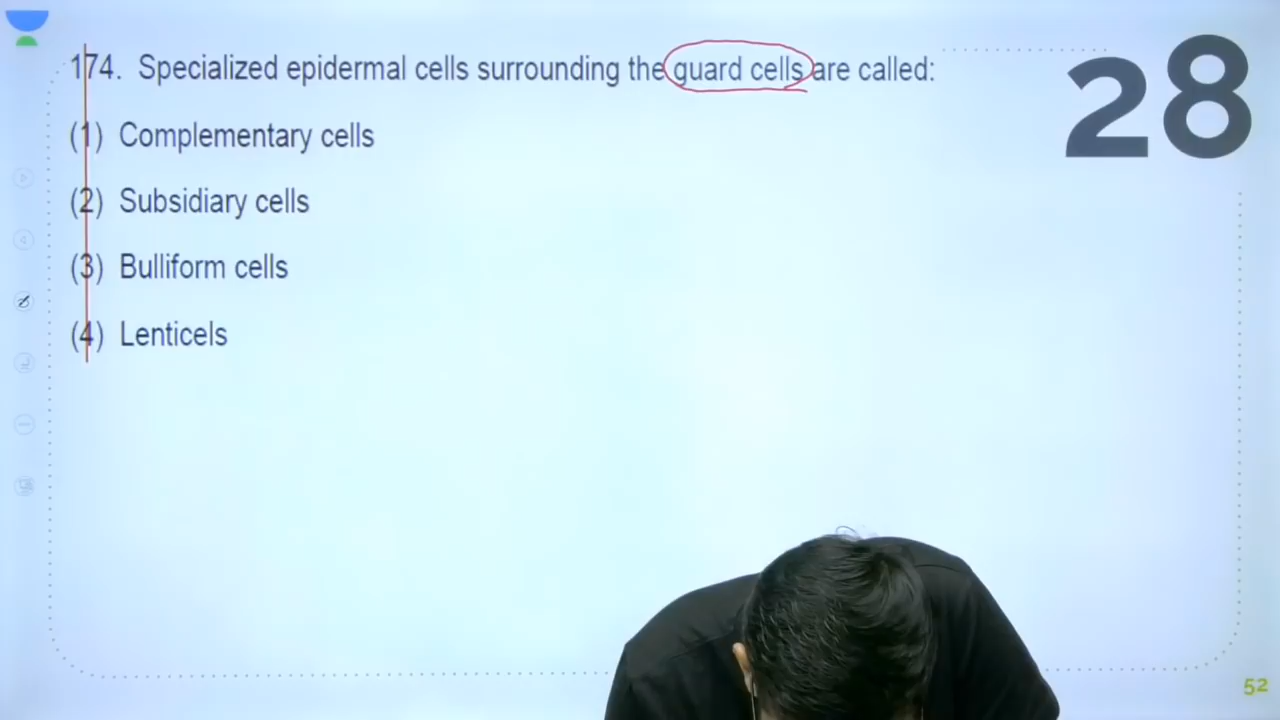 174. Specialized epidermal cells surrounding the guard cells are called:
(1) Complementary cells
(2) Subsidiary cells
(3) Bulliform cells
(4) Lenticels
28
52